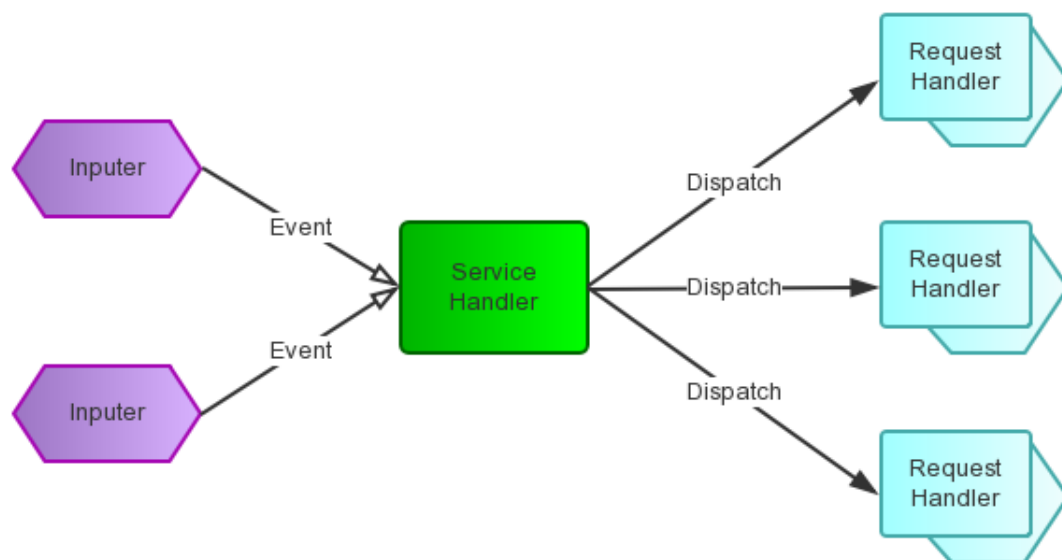 Inputer
Event
Inputer
Event
Service
Handler
Dispatch
Dispatch
Dispatch
Request
Handler
Request
Handler
Request
Handler